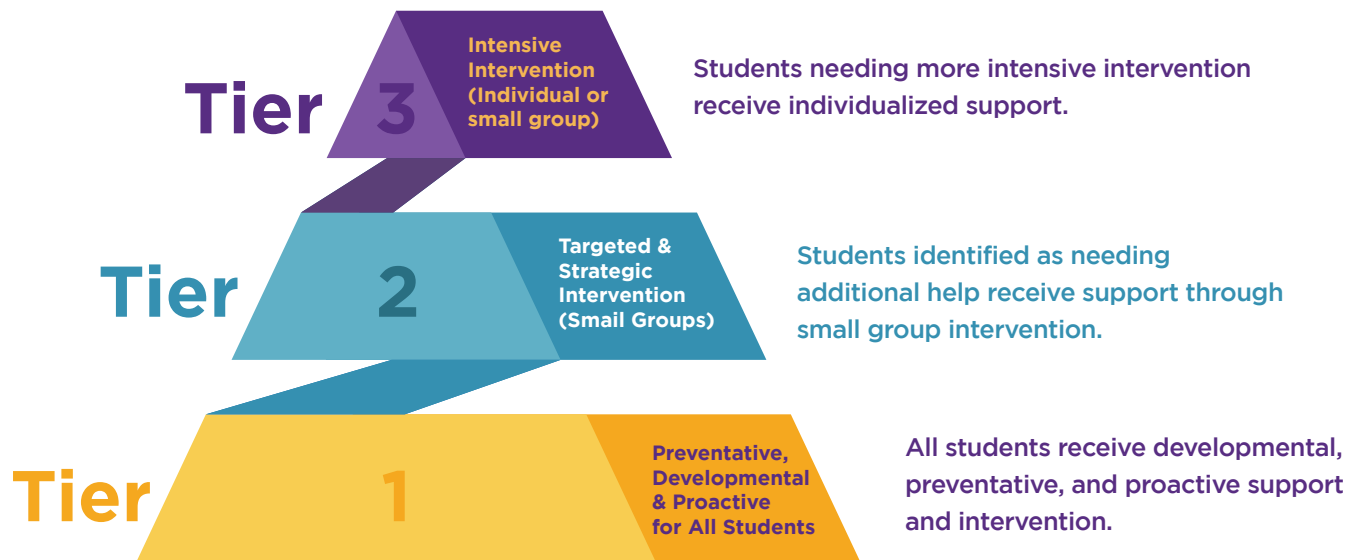 Tier 3
Intensive
Intervention
(Individual or
small group)
Students needing more intensive intervention
receive individualized support.
Tier 2
Targeted &
Strategic
Intervention
(Smail Groups)
Students identified as needing
additional help receive support through
small group intervention.
Tier 1
Preventative,
Developmental
& Proactive
for All Students
All students receive developmental,
preventative, and proactive support
and intervention.